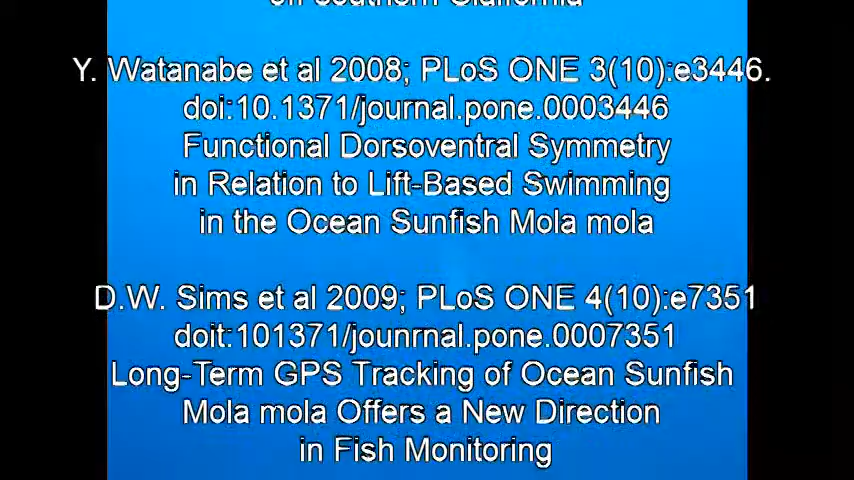 off Southern California
Y. Watanabe et al 2008; PLoS ONE 3(10):e3446.
doi:10.1371/journal.pone.0003446
Functional Dorsoventral Symmetry
in Relation to Lift-Based Swimming
in the Ocean Sunfish Mola mola
D.W. Sims et al 2009; PLoS ONE 4(10):e7351
doit:101371/jounrnal.pone.0007351
Long-Term GPS Tracking of Ocean Sunfish
Mola mola Offers a New Direction
in Fish Monitoring